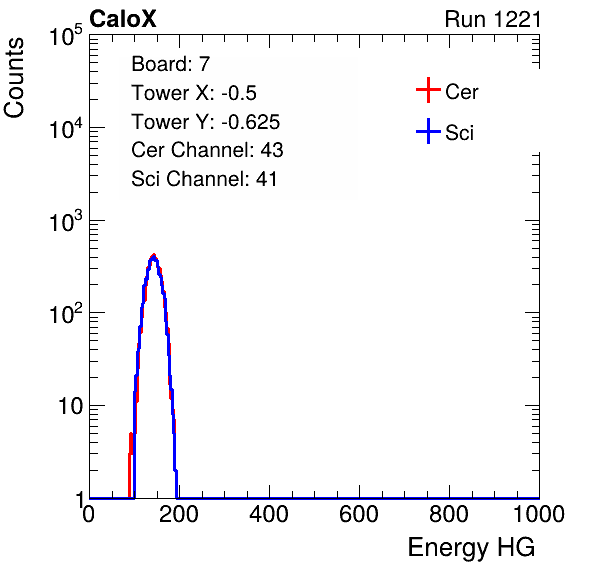 CaloX Run 1221
Counts
Board: 7
Tower X: -0.5
Tower Y: -0.625
Cer Channel: 43
Sci Channel: 41
Cer
Sci
10^5
10^4
10^3
10^2
10
1
0 200 400 600 800 1000
Energy HG